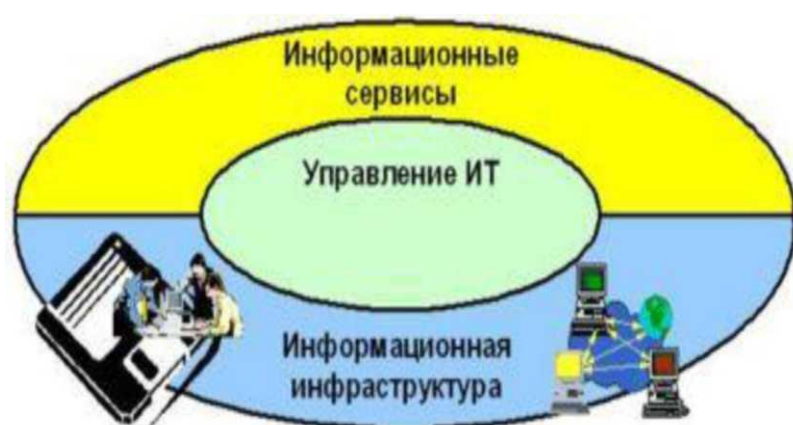 Информационные
сервисы
Управление ИТ
Информационная
инфраструктура